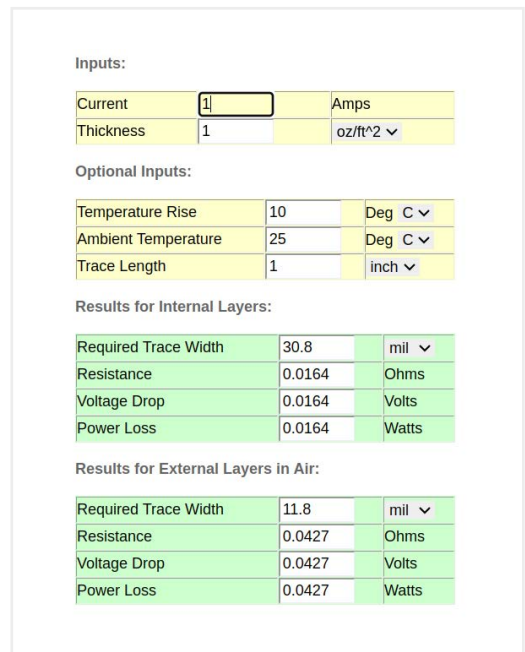 Inputs:
Current 1 Amps
Thickness 1 oz/ft^2
Optional Inputs:
Temperature Rise 10 Deg C
Ambient Temperature 25 Deg C
Trace Length 1 inch
Results for Internal Layers:
Required Trace Width 30.8 mil
Resistance 0.0164 Ohms
Voltage Drop 0.0164 Volts
Power Loss 0.0164 Watts
Results for External Layers in Air:
Required Trace Width 11.8 mil
Resistance 0.0427 Ohms
Voltage Drop 0.0427 Volts
Power Loss 0.0427 Watts